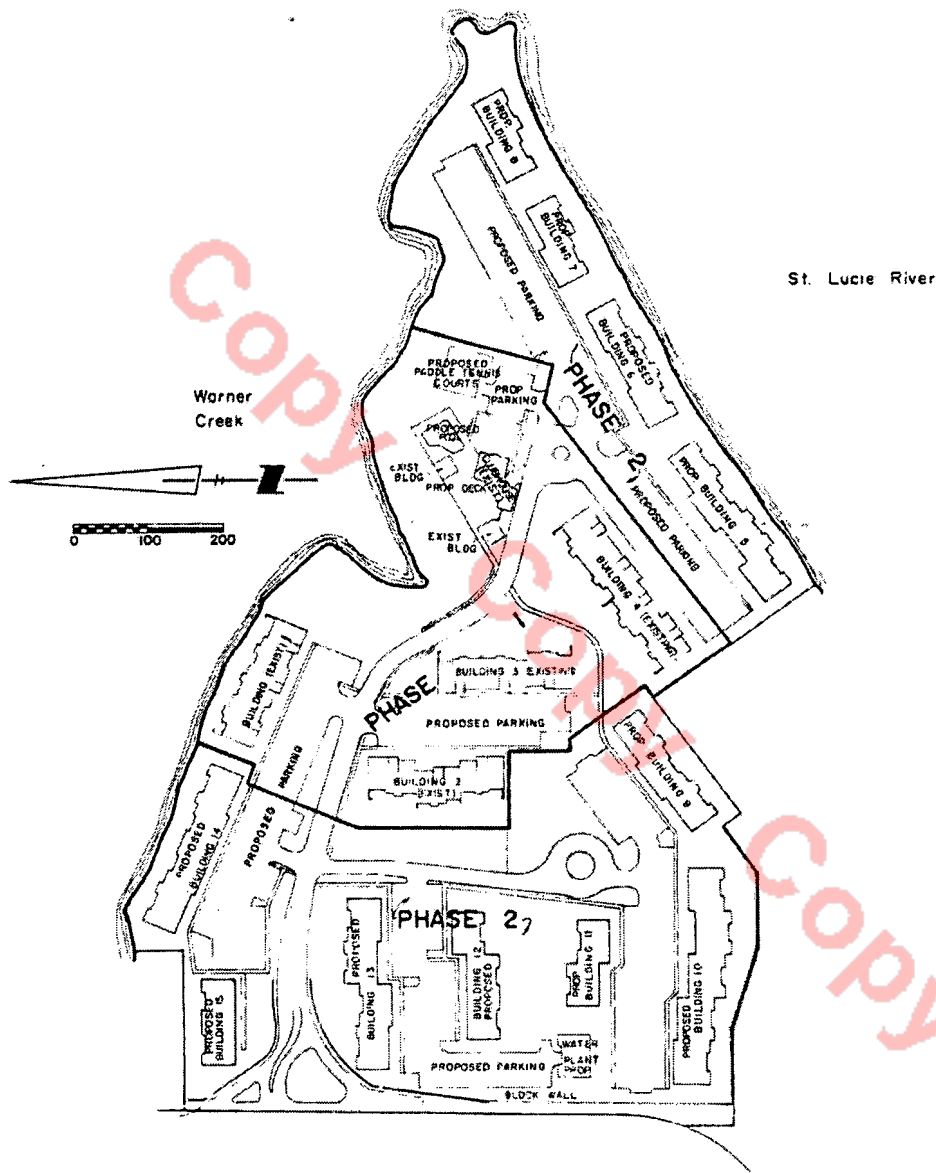 PROP.
BUILDING 8
PROP
BUILDING 7
PROPOSED PARKING
St. Lucie River
PROPOSED
BUILDING 6
PROPOSED
PADDLE TENNIS
COURTS
PROP
PARKING
PHASE 2
Warner
Creek
PROPOSED
POOL
EXIST
BLDG
CLUBHOUSE
(EXIST)
PROP DECK
PROP BUILDING 5
PROPOSED PARKING
N
0 100 200
EXIST
BLDG
BUILDING 4 (EXISTING)
BUILDING (EXIST)
PHASE 1
BUILDING 3 EXISTING
PROPOSED PARKING
PROP BUILDING 9
BUILDING 2
(EXIST)
PROPOSED PARKING
PROPOSED
BUILDING 14
PHASE 2
PROPOSED
BUILDING 13
BUILDING 12
PROPOSED
PROP
BUILDING 11
PROPOSED
BUILDING 10
PROPOSED
BUILDING 15
WATER
PLANT
PROP
PROPOSED PARKING
BLOCK WALL
Copy
Copy
Copy